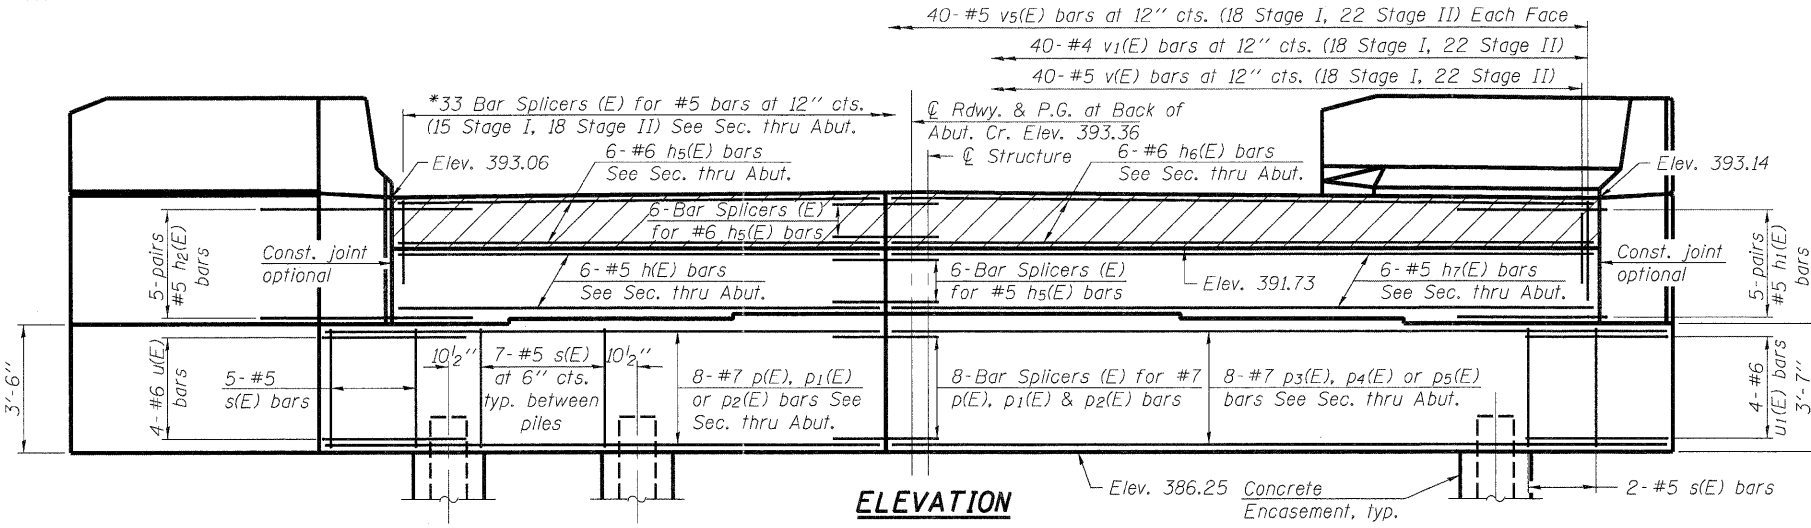 40-#5 v5(E) bars at 12" cts. (18 Stage I, 22 Stage II) Each Face
40-#4 v1(E) bars at 12" cts. (18 Stage I, 22 Stage II)
40-#5 v(E) bars at 12" cts. (18 Stage I, 22 Stage II)
*33 Bar Splicers (E) for #5 bars at 12" cts.
(15 Stage I, 18 Stage II) See Sec. thru Abut.
℄ Rdwy. & P.G. at Back of
Abut. Cr. Elev. 393.36
℄ Structure
Elev. 393.06
6-#6 h5(E) bars
See Sec. thru Abut.
6-#6 h6(E) bars
See Sec. thru Abut.
Elev. 393.14
6-Bar Splicers (E)
for #6 h5(E) bars
5-pairs
#5 h2(E)
bars
Const. joint
optional
6-#5 h(E) bars
See Sec. thru Abut.
6-Bar Splicers (E)
for #5 h5(E) bars
Elev. 391.73
6-#5 h7(E) bars
See Sec. thru Abut.
Const. joint
optional
5-pairs
#5 h1(E)
bars
3'-6"
4-#6 u(E)
bars
5-#5
s(E) bars
10½"
7-#5 s(E)
at 6" cts.
typ. between
piles
10½"
8-#7 p(E), p1(E)
or p2(E) bars See
Sec. thru Abut.
8-Bar Splicers (E) for #7
p(E), p1(E) & p2(E) bars
8-#7 p3(E), p4(E) or p5(E)
bars See Sec. thru Abut.
4-#6
u1(E) bars
3'-7"
ELEVATION
Elev. 386.25
Concrete
Encasement, typ.
2-#5 s(E) bars